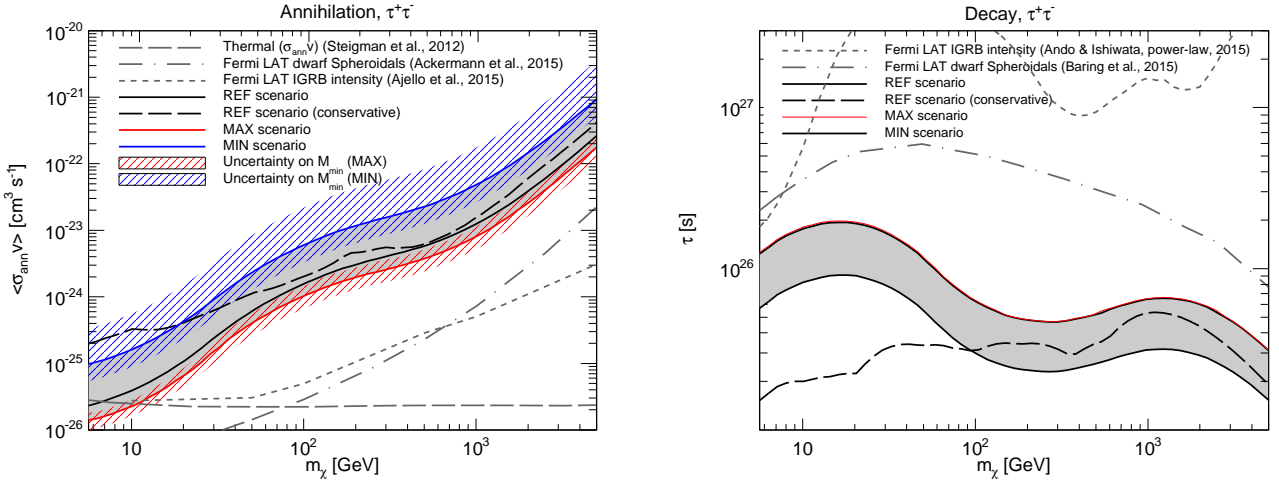 Annihilation, τ⁺τ⁻
10⁻²⁰
10⁻²¹
10⁻²²
10⁻²³
10⁻²⁴
10⁻²⁵
10⁻²⁶
<σ_ann v> [cm³ s⁻¹]
Thermal (σ_ann v) (Steigman et al., 2012)
Fermi LAT dwarf Spheroidals (Ackermann et al., 2015)
Fermi LAT IGRB intensity (Ajello et al., 2015)
REF scenario
REF scenario (conservative)
MAX scenario
MIN scenario
Uncertainty on M_min (MAX)
Uncertainty on M_min (MIN)
10
10²
10³
m_χ [GeV]
Decay, τ⁺τ⁻
10²⁷
10²⁶
τ [s]
Fermi LAT IGRB intensity (Ando & Ishiwata, power-law, 2015)
Fermi LAT dwarf Spheroidals (Baring et al., 2015)
REF scenario
REF scenario (conservative)
MAX scenario
MIN scenario
10
10²
10³
m_χ [GeV]